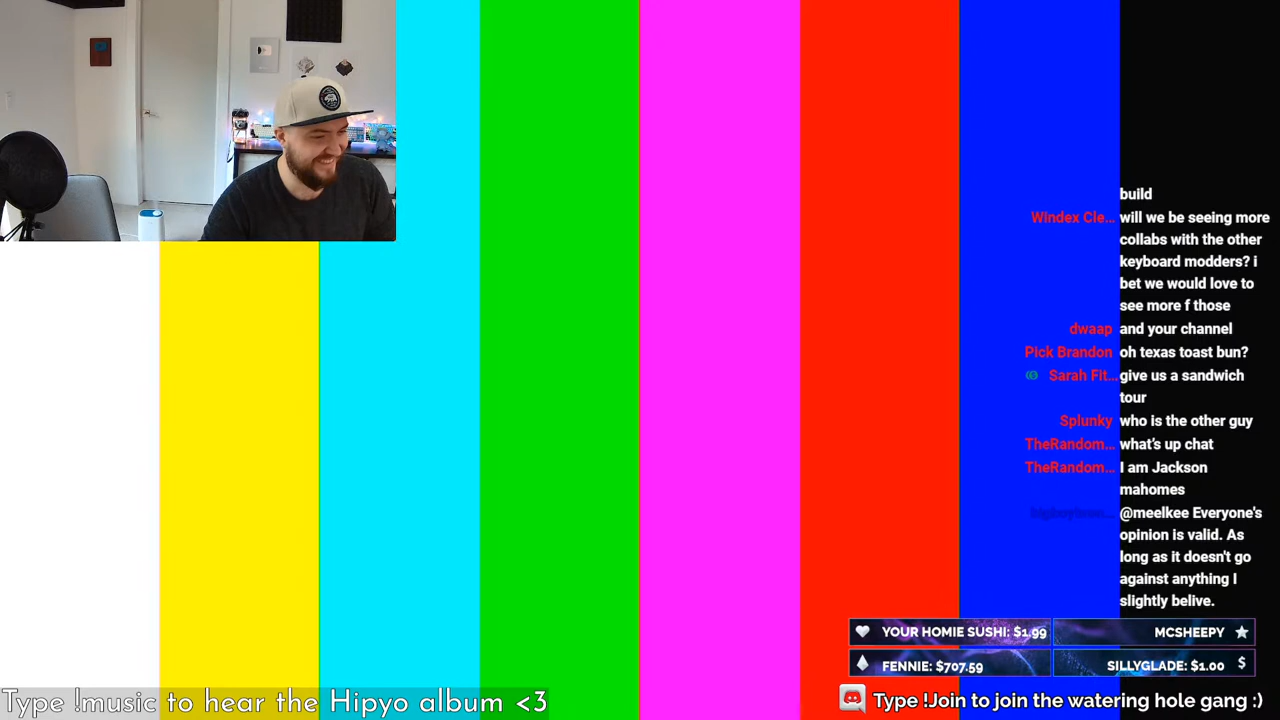 build
Windex Cle... will we be seeing more
collabs with the other
keyboard modders? i
bet we would love to
see more f those
dwaap and your channel
Pick Brandon oh texas toast bun?
Sarah Fit... give us a sandwich
tour
Splunky who is the other guy
TheRandom... what's up chat
TheRandom... I am Jackson
mahomes
@meelkee Everyone's
opinion is valid. As
long as it doesn't go
against anything I
slightly belive.
YOUR HOMIE SUSHI: $1.99 MCSHEEPY
FENNIE: $707.59 SILLYGLADE: $1.00 $
Type !music to hear the Hipyo album <3 Type !Join to join the watering hole gang :)